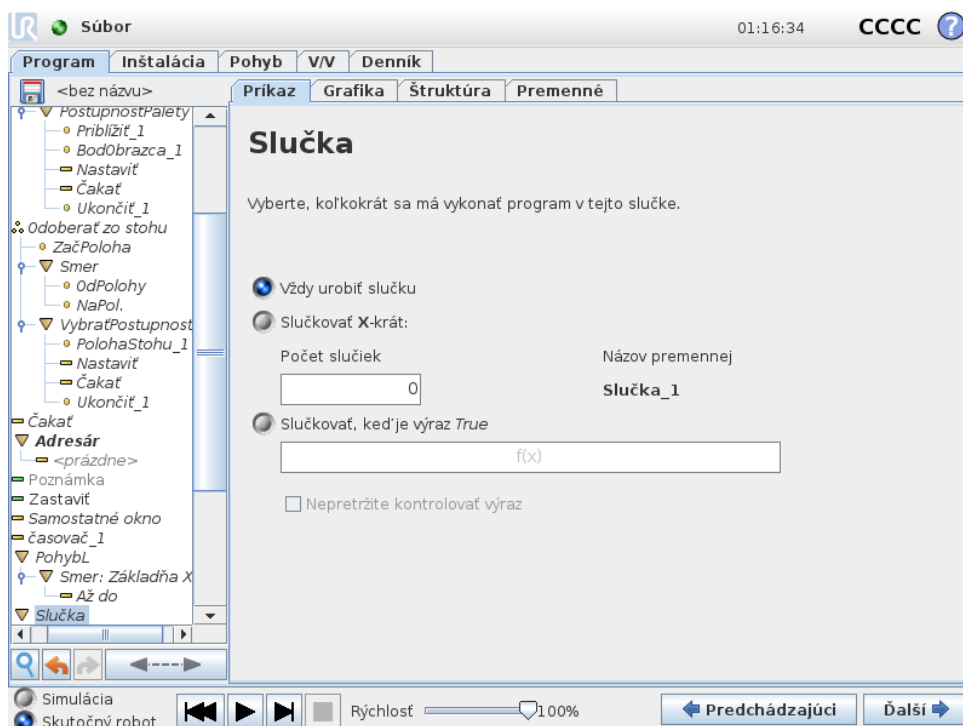 UR Súbor 01:16:34 CCCC ?
Program Inštalácia Pohyb V/V Denník
<bez názvu> Príkaz Grafika Štruktúra Premenné
PostupnosťPalety
Priblížiť_1
BodObrazca_1
Nastaviť
Čakať
Ukončiť_1
Odoberať zo stohu
ZačPoloha
Smer
OdPolohy
NaPol.
VybraťPostupnost
PolohaStohu_1
Nastaviť
Čakať
Ukončiť_1
Čakať
Adresár
<prázdne>
Poznámka
Zastaviť
Samostatné okno
časovač_1
PohybL
Smer: Základňa X
Až do
Slučka
Slučka
Vyberte, koľkokrát sa má vykonať program v tejto slučke.
Vždy urobiť slučku
Slučkovať X-krát:
Počet slučiek Názov premennej
0 Slučka_1
Slučkovať, keď je výraz True
f(x)
Nepretržite kontrolovať výraz
Simulácia
Skutočný robot
Rýchlosť 100% Predchádzajúci Ďalší